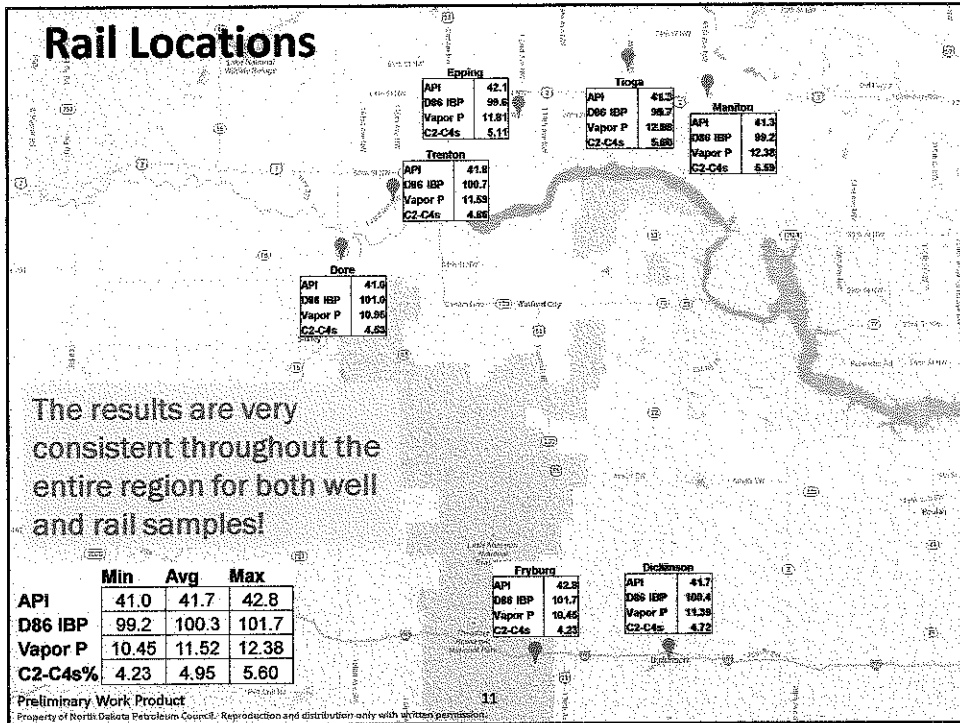 Rail Locations
Epping
API 42.1
D86 IBP 99.6
Vapor P 11.81
C2-C4s 5.11
Tioga
API 41.3
D86 IBP
Vapor P
C2-C4s 5.60
Maniton
API 41.3
D86 IBP 99.2
Vapor P 12.38
C2-C4s 5.59
Trenton
API 41.8
D86 IBP 100.7
Vapor P 11.59
C2-C4s 4.86
Dore
API 41.0
D86 IBP 101.0
Vapor P 10.95
C2-C4s 4.53
Watford City
The results are very
consistent throughout the
entire region for both well
and rail samples!
Fryburg
API 42.8
D86 IBP 101.7
Vapor P 10.45
C2-C4s 4.23
Dickinson
API 41.7
D86 IBP 100.4
Vapor P 11.39
C2-C4s 4.72
Dickinson
Min Avg Max
API 41.0 41.7 42.8
D86 IBP 99.2 100.3 101.7
Vapor P 10.45 11.52 12.38
C2-C4s% 4.23 4.95 5.60
Preliminary Work Product
11
Property of North Dakota Petroleum Council. Reproduction and distribution only with written permission.